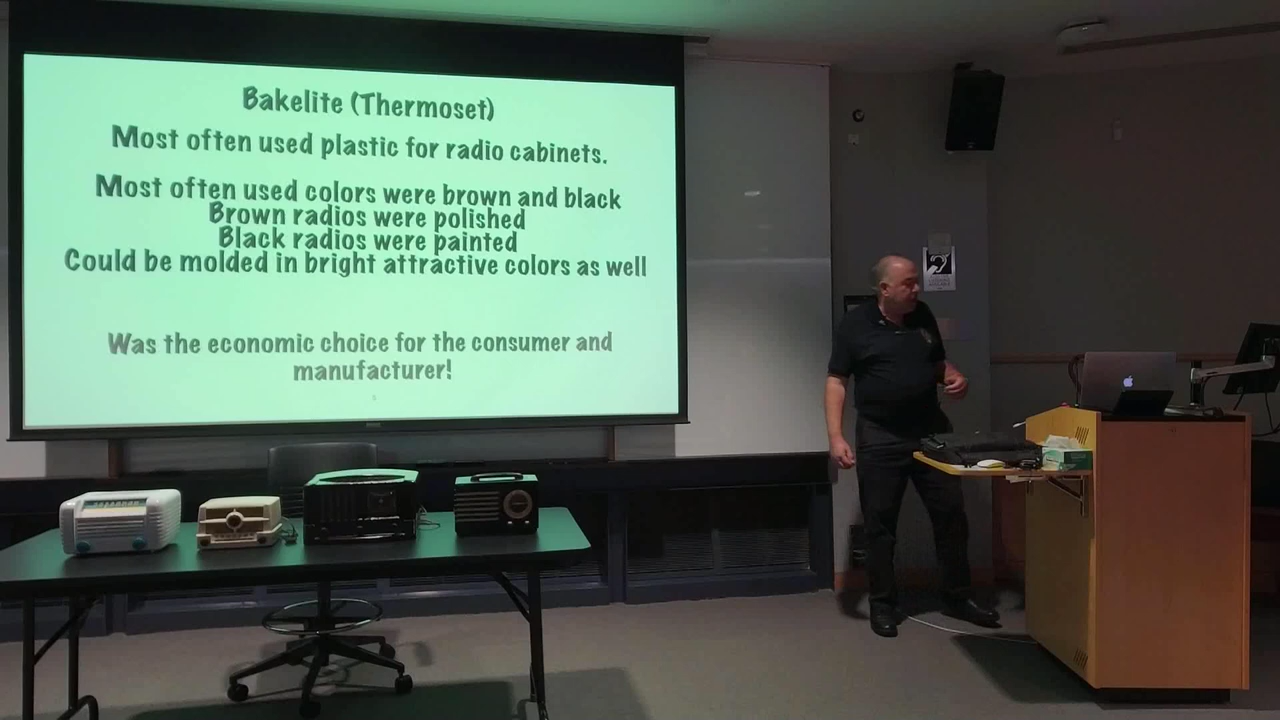 Bakelite (Thermoset)
Most often used plastic for radio cabinets.
Most often used colors were brown and black
Brown radios were polished
Black radios were painted
Could be molded in bright attractive colors as well
Was the economic choice for the consumer and
manufacturer!